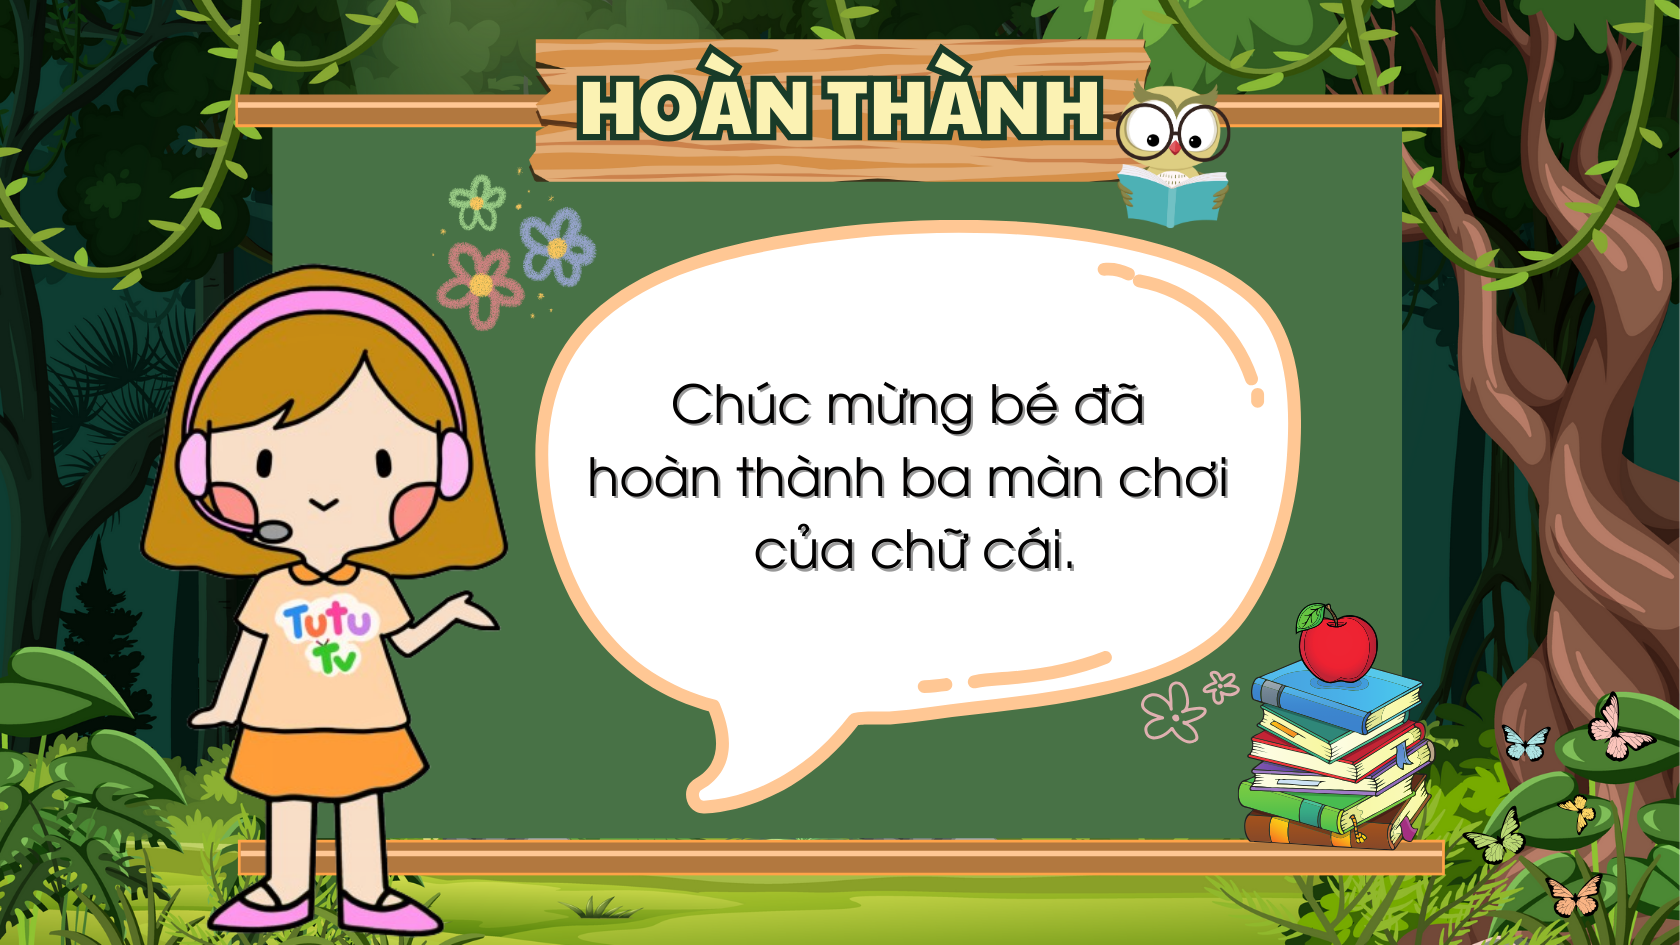 HOÀN THÀNH
Chúc mừng bé đã
hoàn thành ba màn chơi
của chữ cái.
Tutu
Tv